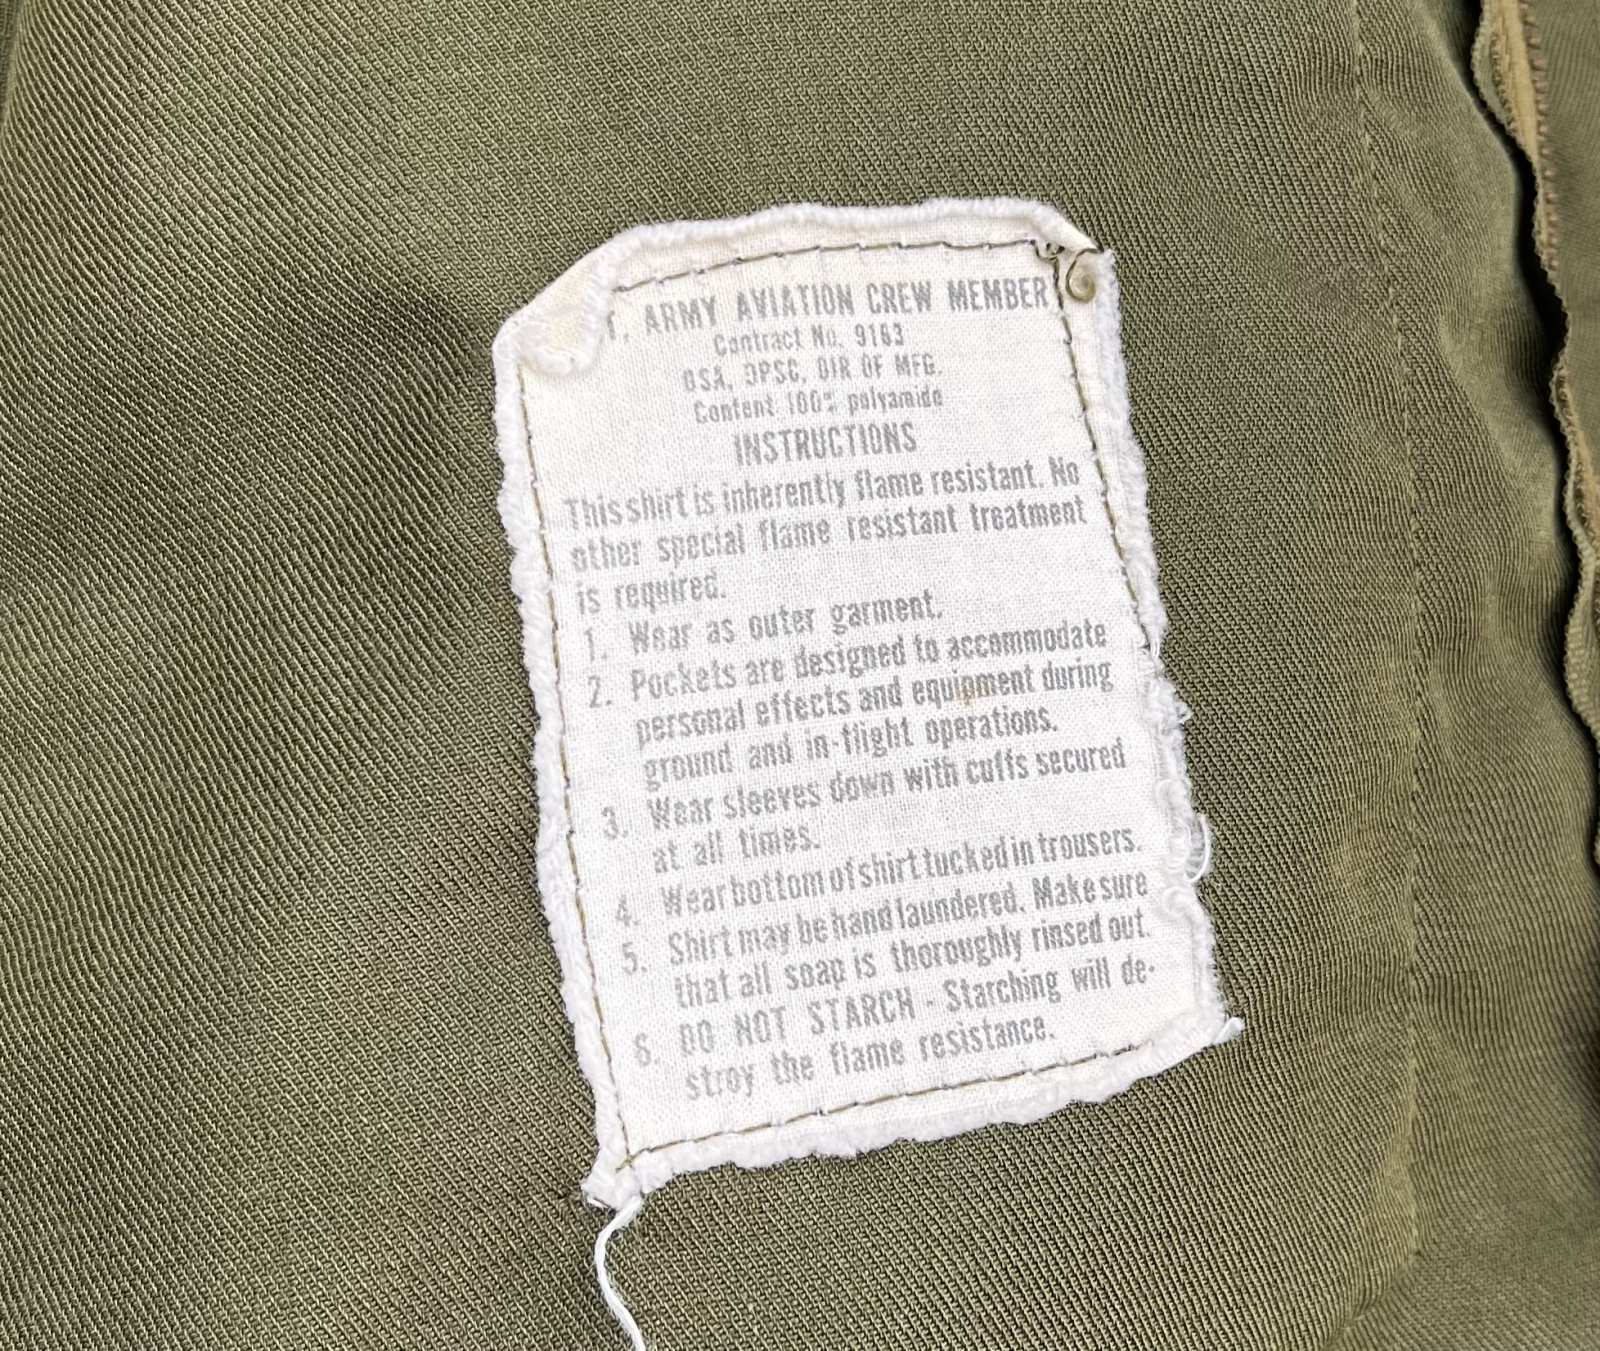 T, ARMY AVIATION CREW MEMBER
Contract No. 9163
DSA, DPSC, DIR OF MFG.
Content 100% polyamide
INSTRUCTIONS
This shirt is inherently flame resistant. No
other special flame resistant treatment
is required.
1. Wear as outer garment.
2. Pockets are designed to accommodate
personal effects and equipment during
ground and in-flight operations.
3. Wear sleeves down with cuffs secured
at all times.
4. Wear bottom of shirt tucked in trousers.
5. Shirt may be hand laundered. Make sure
that all soap is thoroughly rinsed out.
6. DO NOT STARCH - Starching will de-
stroy the flame resistance.